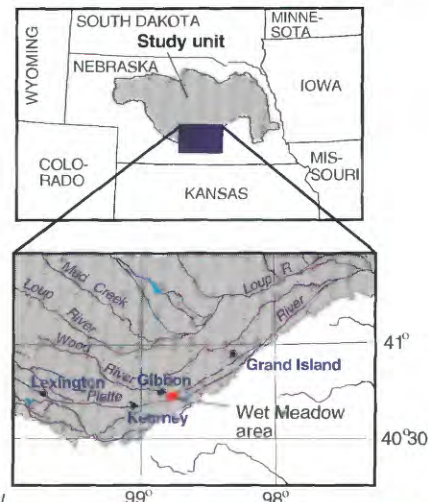 SOUTH DAKOTA
MINNE-
SOTA
Study unit
WYOMING
NEBRASKA
IOWA
COLO-
RADO
MIS-
SOURI
KANSAS
Loup R
Mud Creek
Loup
River
River
Wood
River
41°
Grand Island
Lexington
Gibbon
Platte
Kearney
Wet Meadow
area
40°30
99°
98°